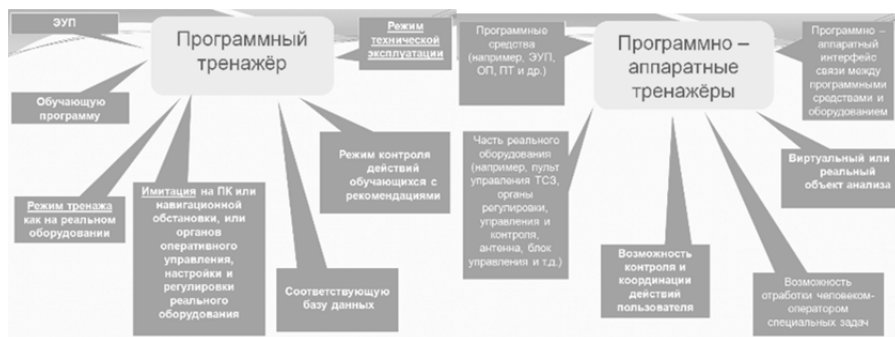 ЭУП
Программный
тренажёр
Режим
технической
эксплуатации
Обучающую
программу
Режим тренажа
как на реальном
оборудовании
Имитация на ПК или
навигационной
обстановки, или
органов
оперативного
управления,
настройки и
регулировки
реального
оборудования
Соответствующую
базу данных
Режим контроля
действий
обучающихся с
рекомендациями
Программные
средства
(например, ЭУП,
ОП, ПТ и др.)
Программно –
аппаратные
тренажёры
Программно –
аппаратный
интерфейс
связи между
программными
средствами и
оборудованием
Часть реального
оборудования
(например, пульт
управления ТСЗ,
органы
регулировки,
управления и
контроля,
антенна, блок
управления и т.д.)
Возможность
контроля и
координации
действий
пользователя
Виртуальный или
реальный
объект анализа
Возможность
отработки человеком-
оператором
специальных задач